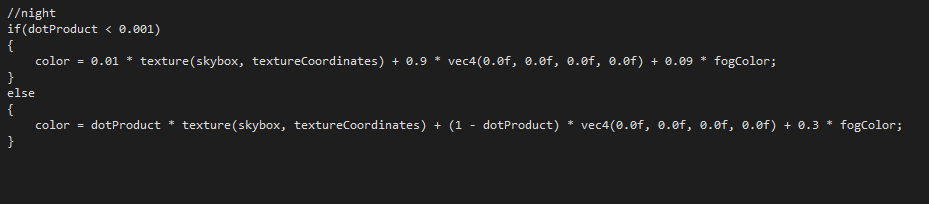 //night
if(dotProduct < 0.001)
{
    color = 0.01 * texture(skybox, textureCoordinates) + 0.9 * vec4(0.0f, 0.0f, 0.0f, 0.0f) + 0.09 * fogColor;
}
else
{
    color = dotProduct * texture(skybox, textureCoordinates) + (1 - dotProduct) * vec4(0.0f, 0.0f, 0.0f, 0.0f) + 0.3 * fogColor;
}